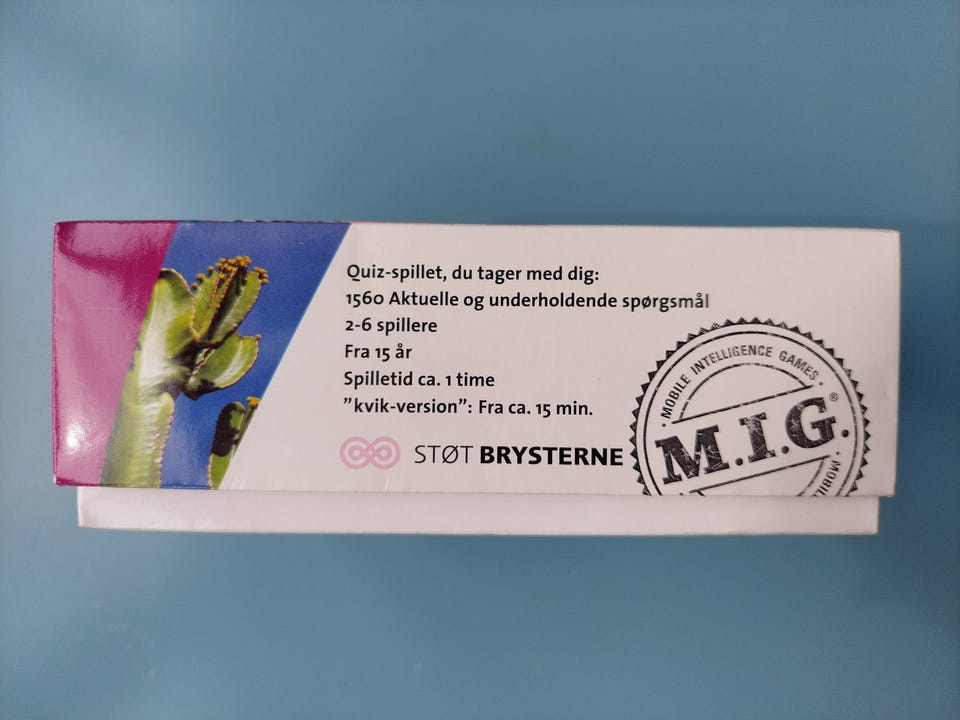 Quiz-spillet, du tager med dig:
1560 Aktuelle og underholdende spørgsmål
2-6 spillere
Fra 15 år
Spilletid ca. 1 time
”kvik-version”: Fra ca. 15 min.
STØT BRYSTERNE
· MOBILE INTELLIGENCE GAMES ·
M.I.G.®